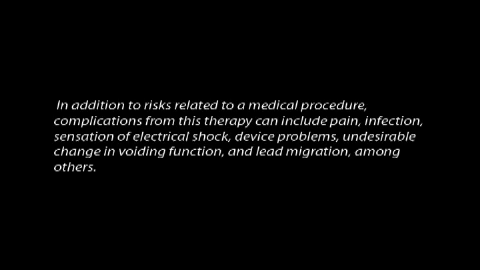 In addition to risks related to a medical procedure,
complications from this therapy can include pain, infection,
sensation of electrical shock, device problems, undesirable
change in voiding function, and lead migration, among
others.